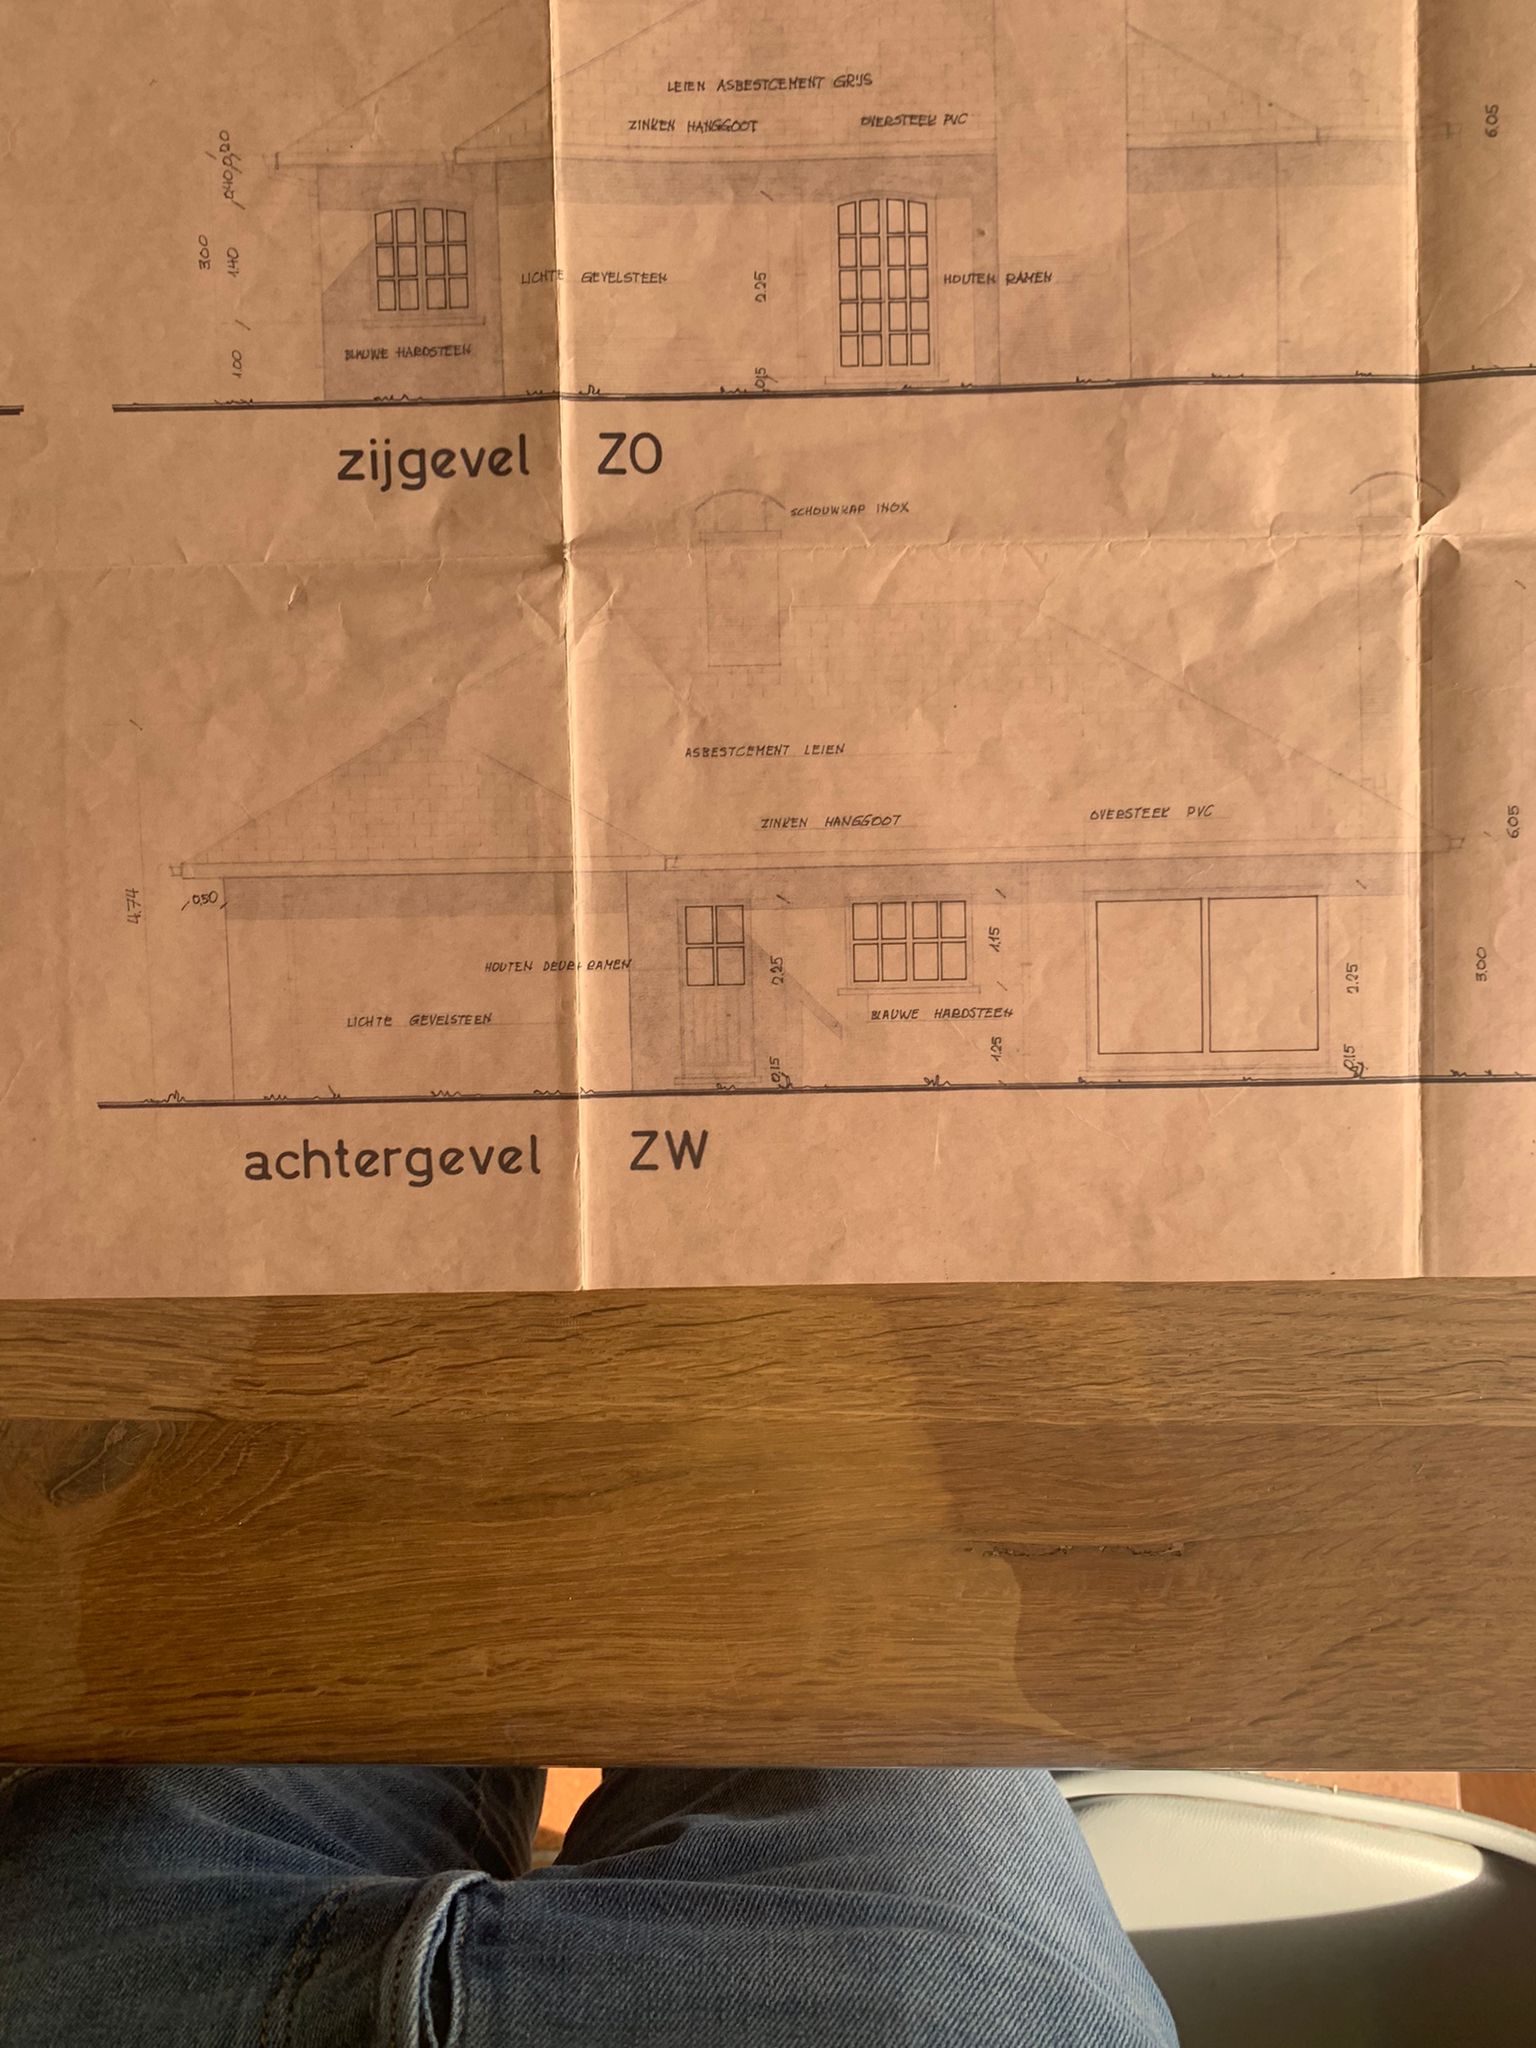 LEIEN ASBESTCEMENT GRIJS
ZINKEN HANGGOOT OVERSTEEK PVC
6.05
0.40 0.20
3.00
1.40
1.00
LICHTE GEVELSTEEN
2.25
HOUTEN RAMEN
BLAUWE HARDSTEEN
0.15
zijgevel ZO
SCHOUWKAP INOX
ASBESTCEMENT LEIEN
ZINKEN HANGGOOT
OVERSTEEK PVC
6.05
4.74
0.50
1.15
HOUTEN DEUR+RAMEN
2.25
2.25
3.00
LICHTE GEVELSTEEN
BLAUWE HARDSTEEN
1.25
0.15
0.15
achtergevel ZW